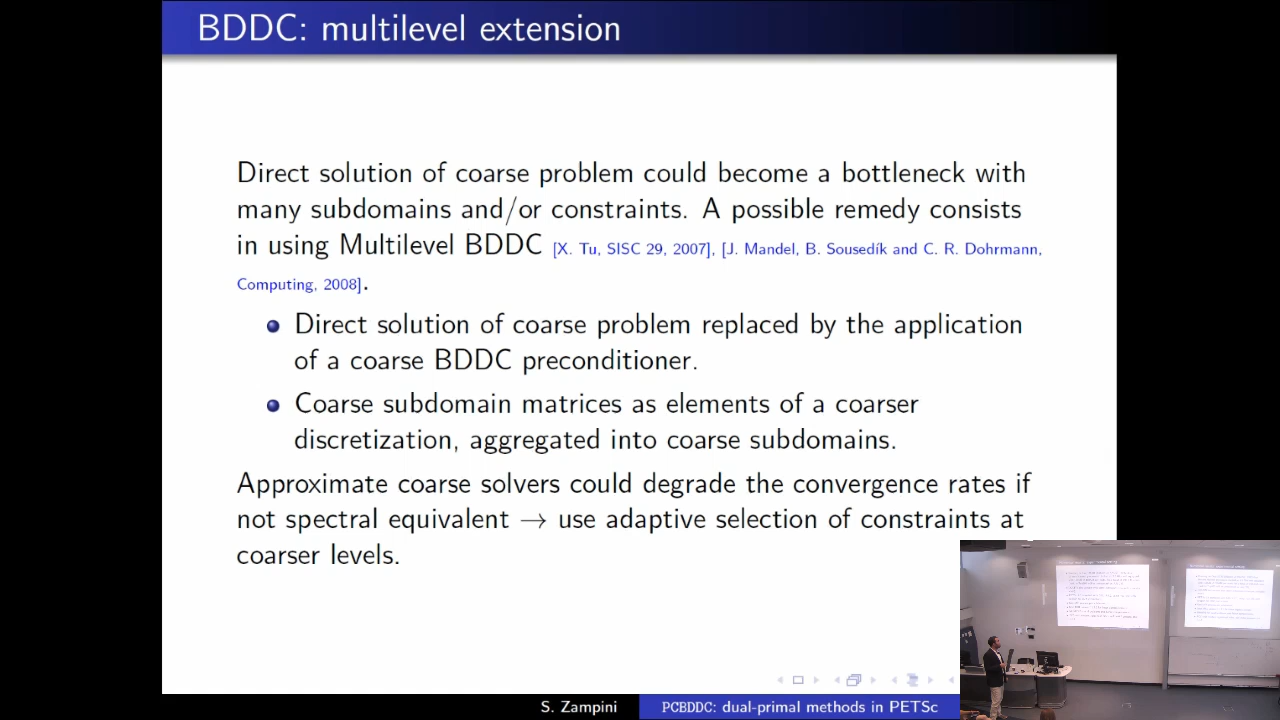 BDDC: multilevel extension
Direct solution of coarse problem could become a bottleneck with
many subdomains and/or constraints. A possible remedy consists
in using Multilevel BDDC [X. Tu, SISC 29, 2007], [J. Mandel, B. Sousedík and C. R. Dohrmann,
Computing, 2008].
Direct solution of coarse problem replaced by the application
of a coarse BDDC preconditioner.
Coarse subdomain matrices as elements of a coarser
discretization, aggregated into coarse subdomains.
Approximate coarse solvers could degrade the convergence rates if
not spectral equivalent → use adaptive selection of constraints at
coarser levels.
S. Zampini
PCBDDC: dual-primal methods in PETSc